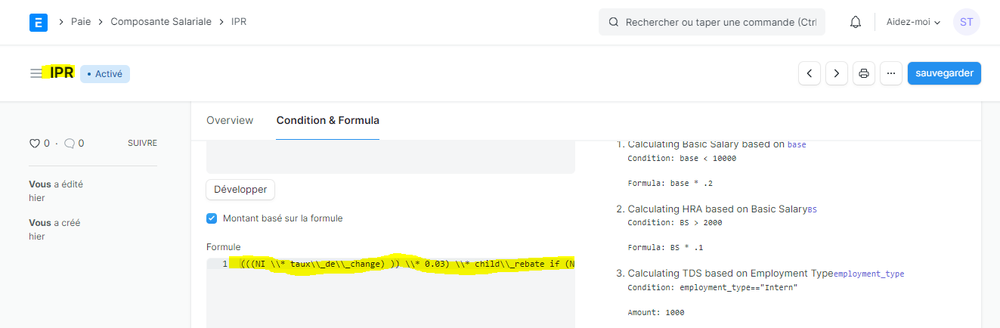 E
Paie
Composante Salariale
IPR
Rechercher ou taper une commande (Ctrl
Aidez-moi
ST
IPR
• Activé
...
sauvegarder
0 · 0
SUIVRE
Vous a édité
hier
Vous a créé
hier
Overview
Condition & Formula
Développer
Montant basé sur la formule
Formule
1 (((NI \\* taux\\_de\\_change) )) \\* 0.03) \\* child\\_rebate if (N
1. Calculating Basic Salary based on base
Condition: base < 10000
Formula: base * .2
2. Calculating HRA based on Basic SalaryBS
Condition: BS > 2000
Formula: BS * .1
3. Calculating TDS based on Employment Typeemployment_type
Condition: employment_type=="Intern"
Amount: 1000